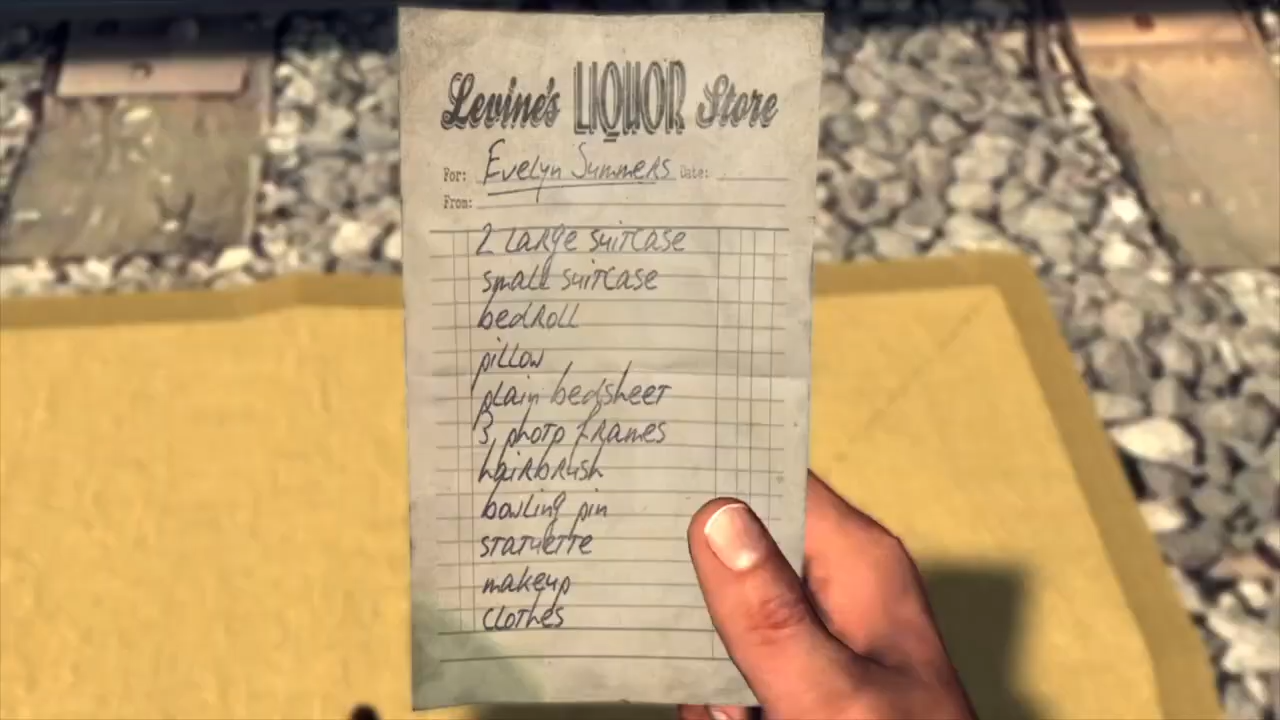 Levine's LIQUOR Store
For: Evelyn Summers Date:
From:
2 large suitcase
small suitcase
bedroll
pillow
plain bedsheet
3 photo frames
hairbrush
bowling pin
statuette
makeup
clothes